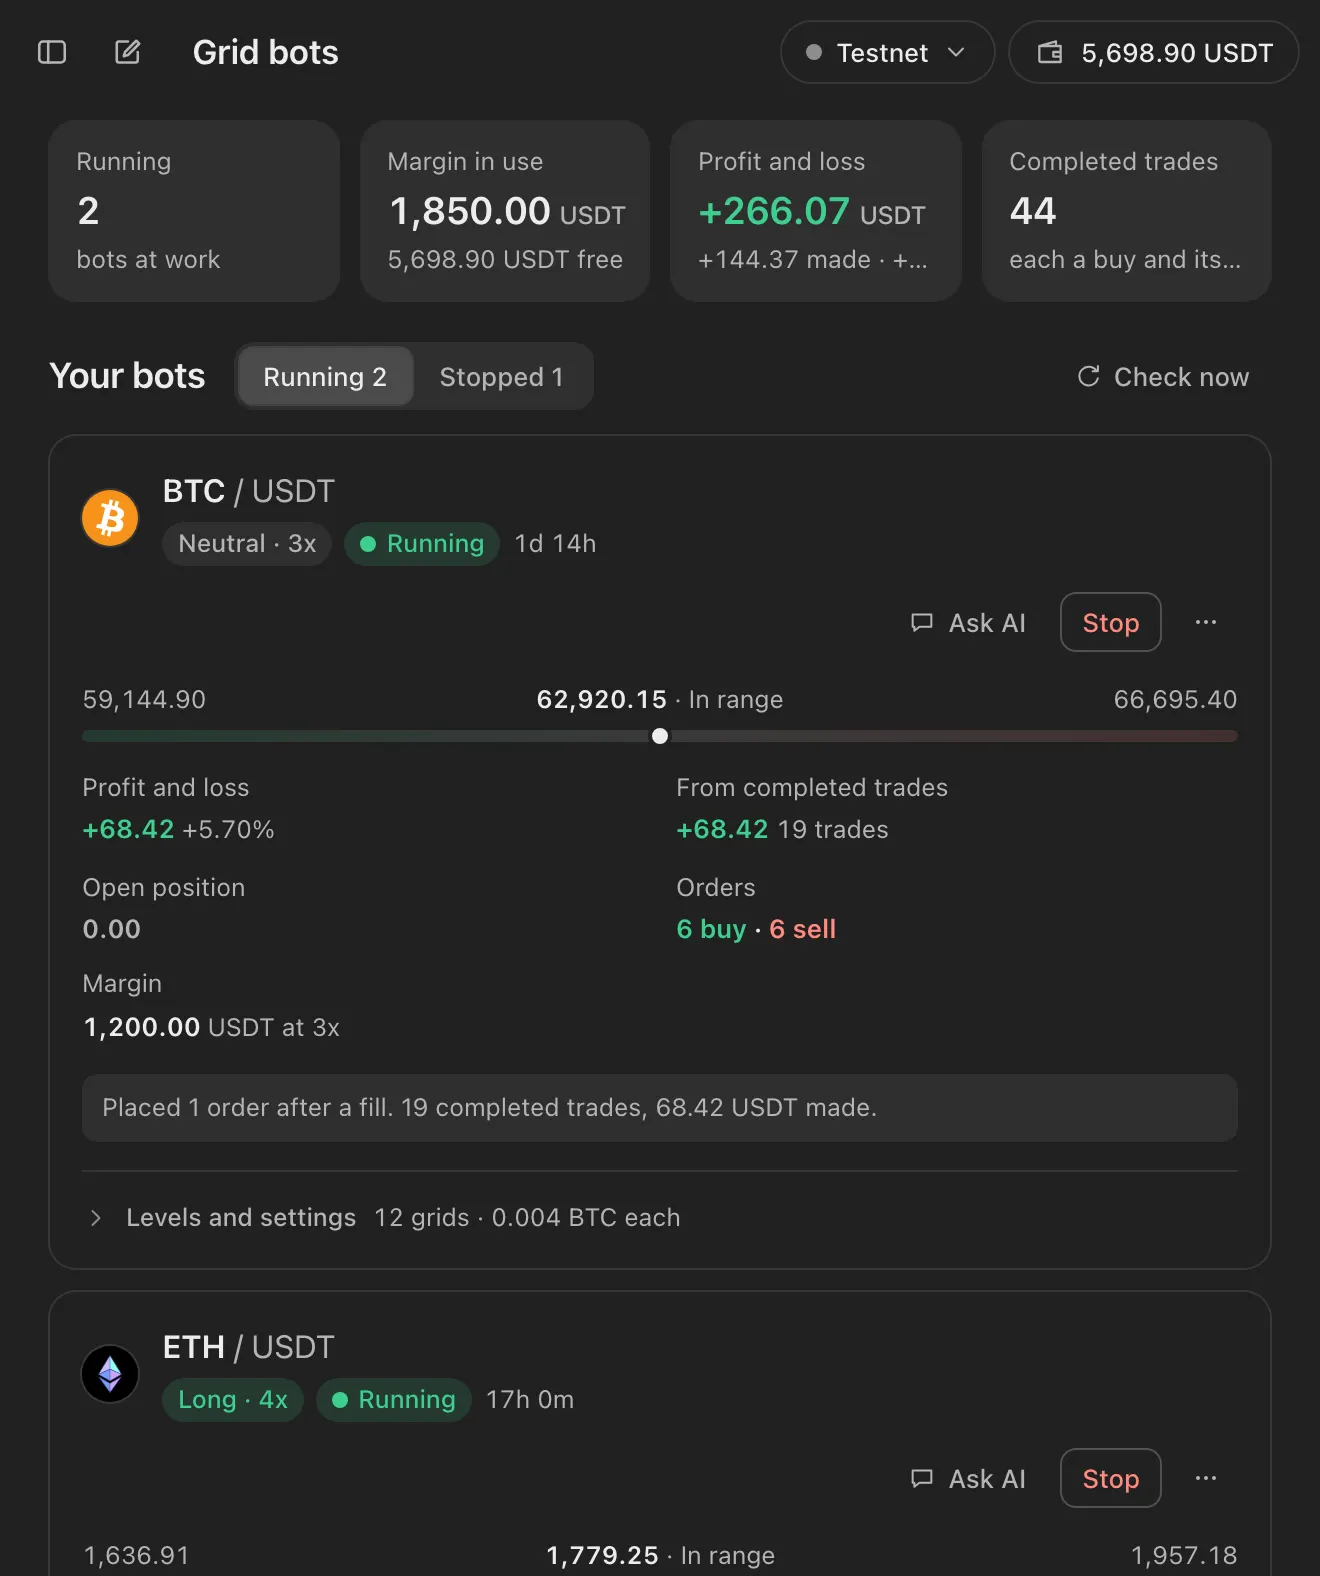 Grid bots
Testnet
5,698.90 USDT
Running
2
bots at work
Margin in use
1,850.00 USDT
5,698.90 USDT free
Profit and loss
+266.07 USDT
+144.37 made · +...
Completed trades
44
each a buy and its...
Your bots
Running 2
Stopped 1
Check now
BTC / USDT
Neutral · 3x
Running
1d 14h
Ask AI
Stop
59,144.90
62,920.15 · In range
66,695.40
Profit and loss
+68.42 +5.70%
From completed trades
+68.42 19 trades
Open position
0.00
Orders
6 buy · 6 sell
Margin
1,200.00 USDT at 3x
Placed 1 order after a fill. 19 completed trades, 68.42 USDT made.
Levels and settings 12 grids · 0.004 BTC each
ETH / USDT
Long · 4x
Running
17h 0m
Ask AI
Stop
1,636.91
1,779.25 · In range
1,957.18